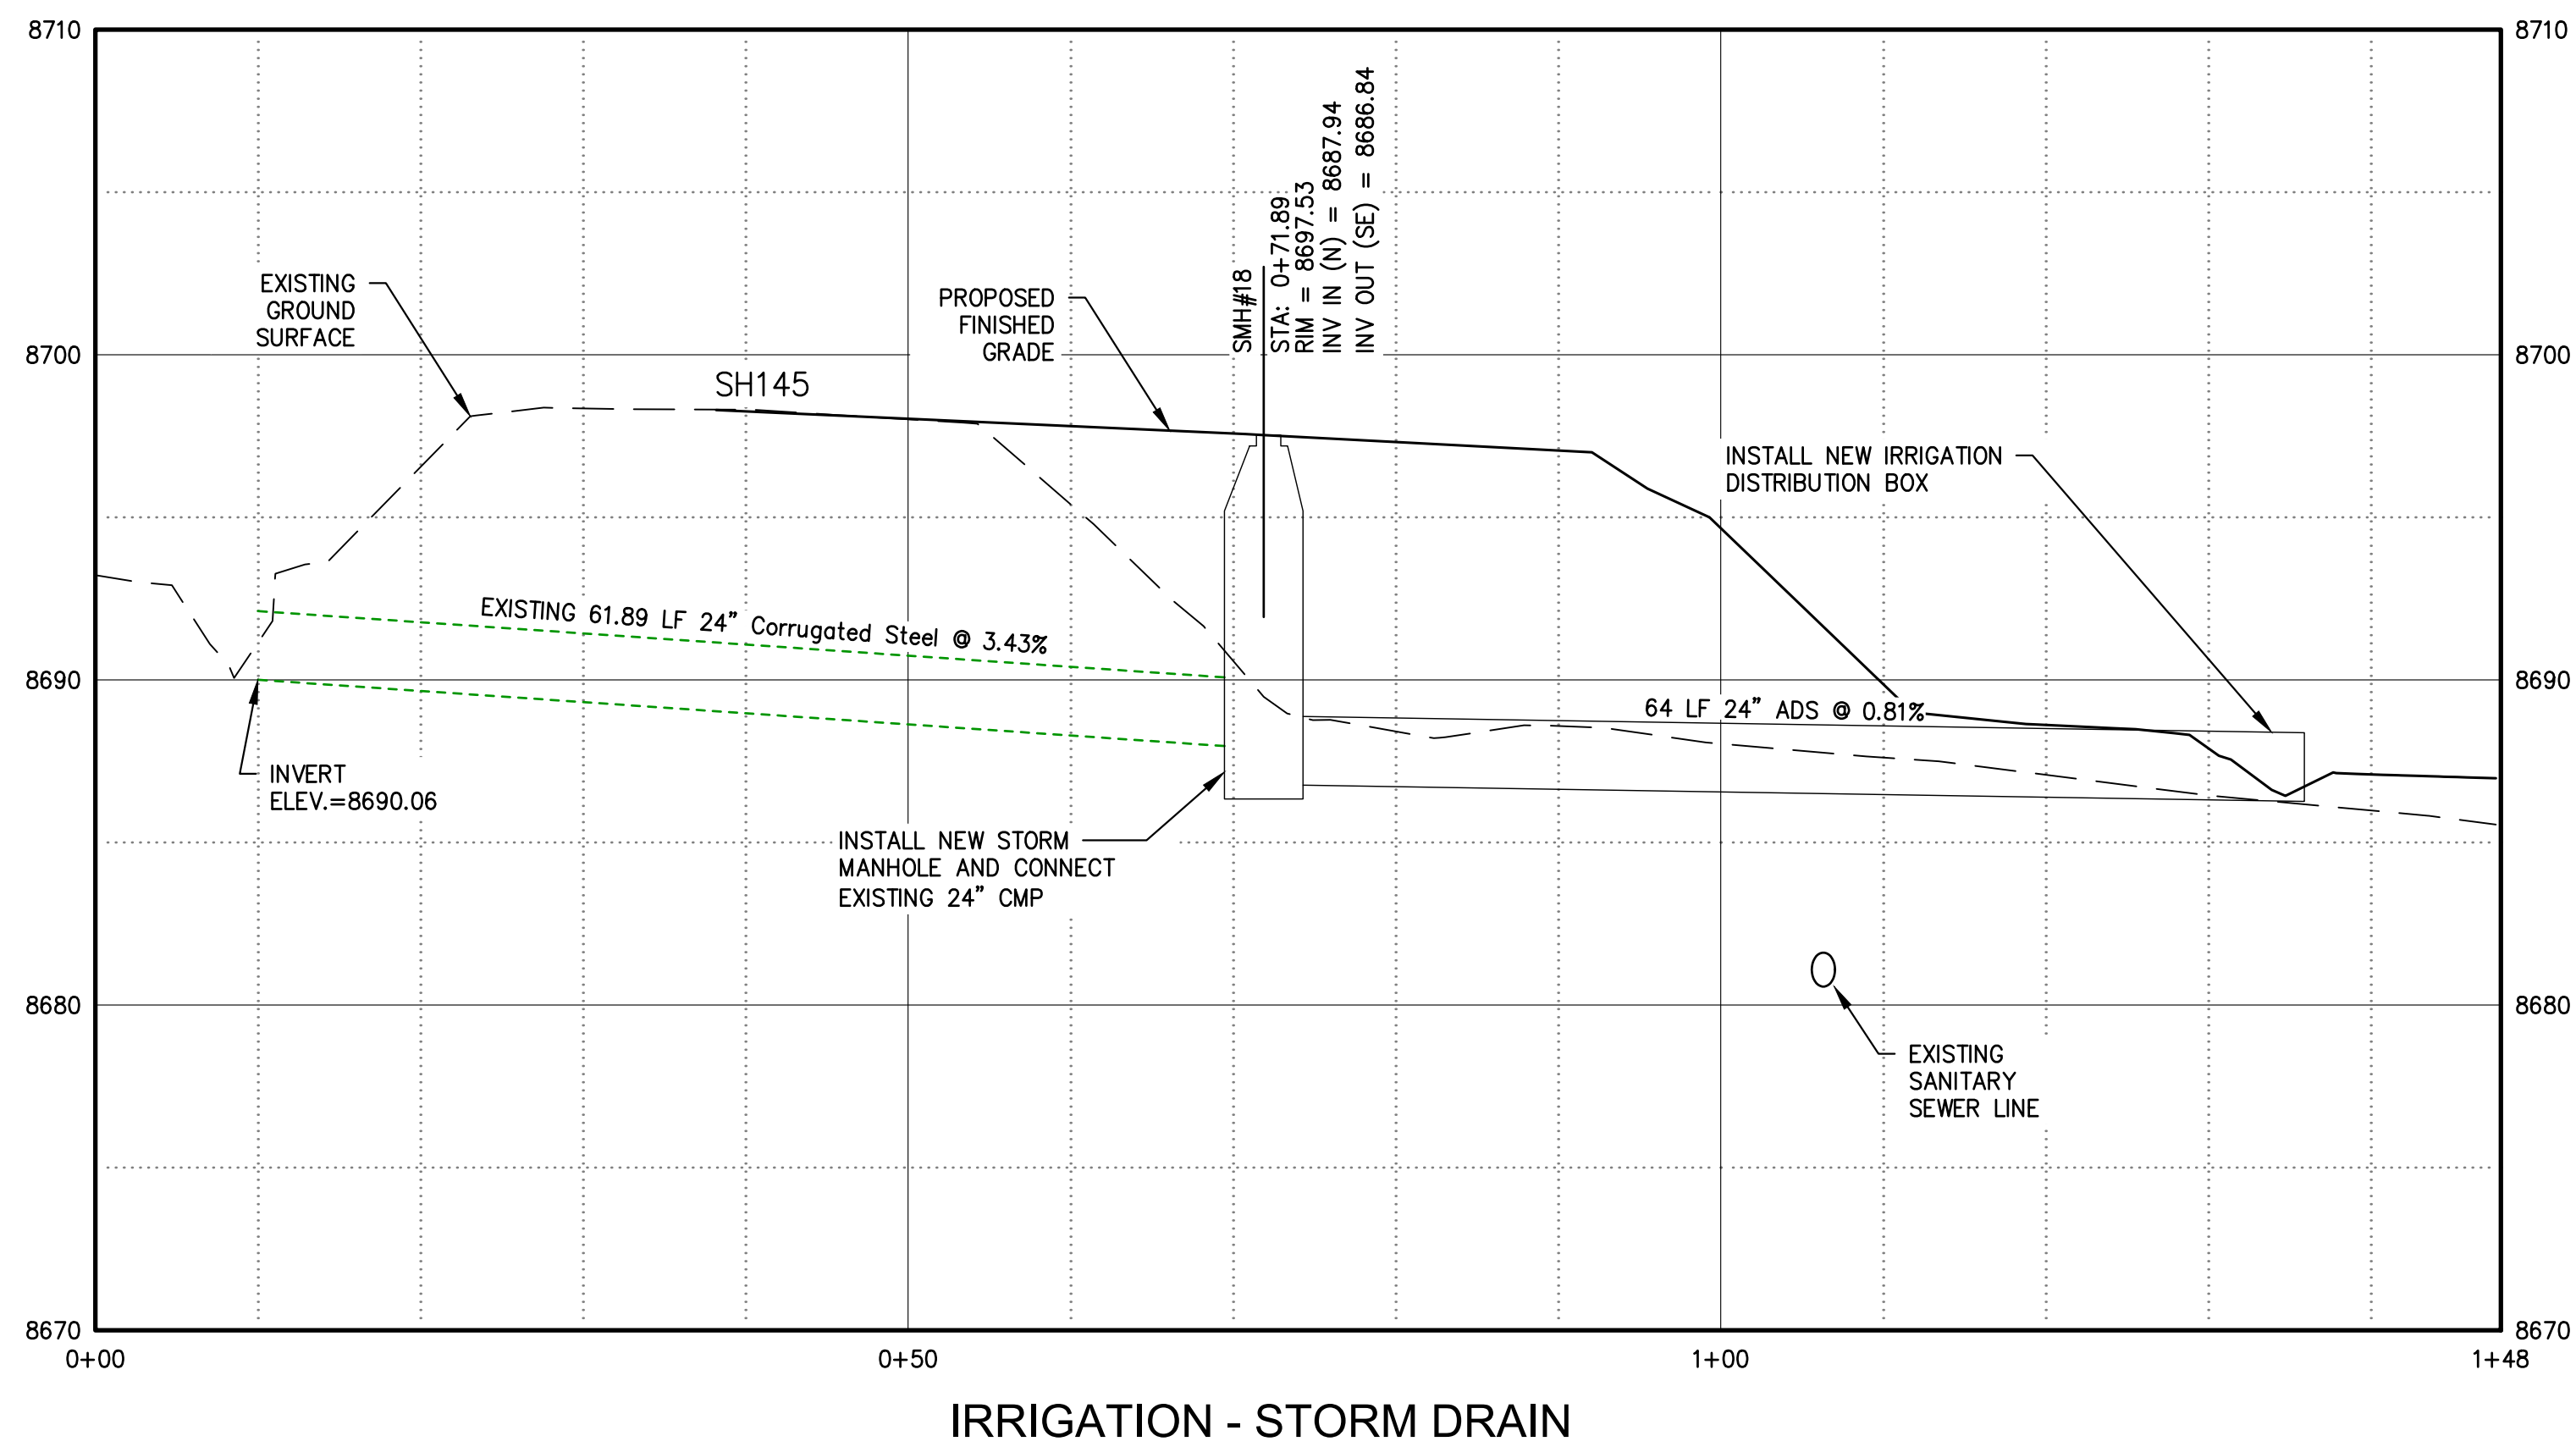 8710
8710
EXISTING
GROUND
SURFACE
PROPOSED
FINISHED
GRADE
SMH#18
STA: 0+71.89
RIM = 8697.53
INV IN (N) = 8687.94
INV OUT (SE) = 8686.84
8700
8700
SH145
INSTALL NEW IRRIGATION
DISTRIBUTION BOX
EXISTING 61.89 LF 24" Corrugated Steel @ 3.43%
8690
8690
64 LF 24" ADS @ 0.81%
INVERT
ELEV.=8690.06
INSTALL NEW STORM
MANHOLE AND CONNECT
EXISTING 24" CMP
8680
8680
EXISTING
SANITARY
SEWER LINE
8670
8670
0+00
0+50
1+00
1+48
IRRIGATION - STORM DRAIN